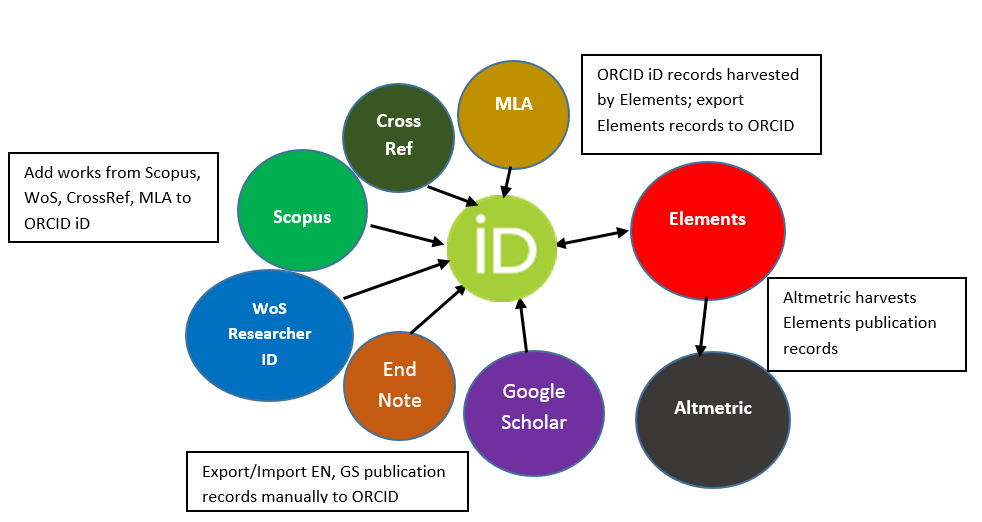 MLA
ORCID iD records harvested
by Elements; export
Elements records to ORCID
Cross
Ref
Add works from Scopus,
WoS, CrossRef, MLA to
ORCID iD
Scopus
iD
Elements
WoS
Researcher
ID
Altmetric harvests
Elements publication
records
End
Note
Google
Scholar
Altmetric
Export/Import EN, GS publication
records manually to ORCID